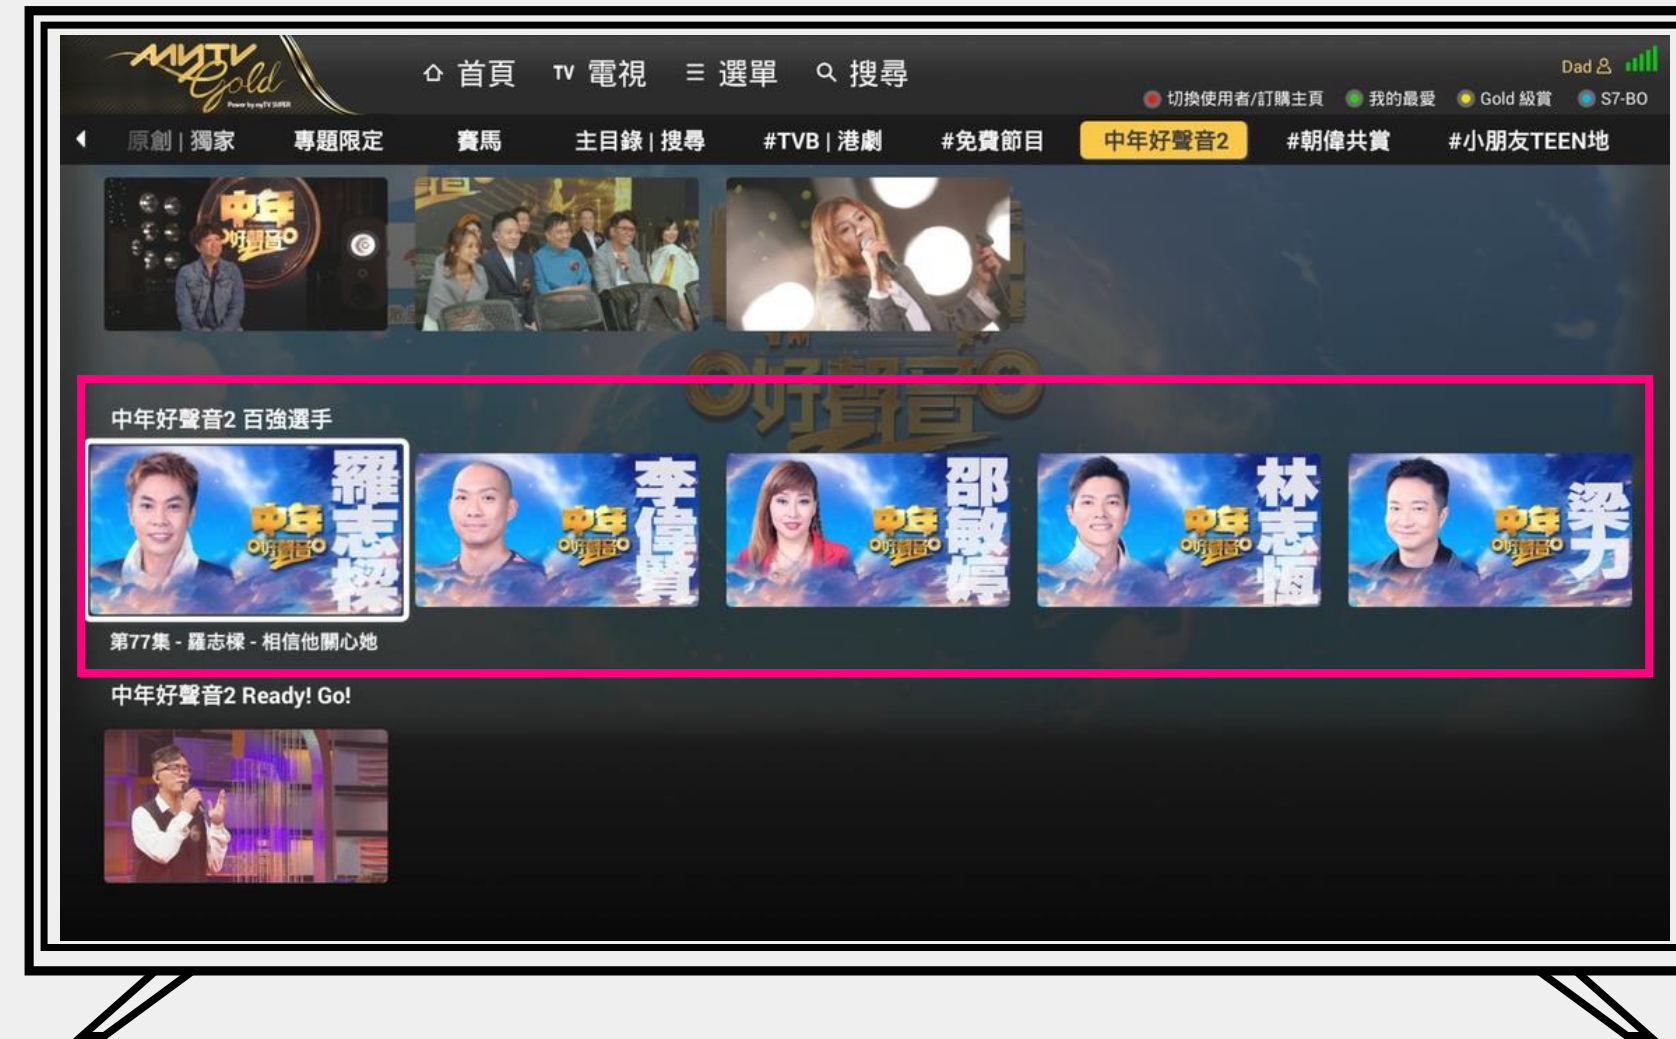 myTV Gold
Power by myTV SUPER
首頁
TV 電視
選單
搜尋
Dad
切換使用者/訂購主頁
我的最愛
Gold 級賞
S7-BO
原創 | 獨家
專題限定
賽馬
主目錄 | 搜尋
#TVB | 港劇
#免費節目
中年好聲音2
#朝偉共賞
#小朋友TEEN地
中年好聲音
好聲音
中年好聲音2 百強選手
中年好聲音
羅志樑
中年好聲音
李偉賢
中年好聲音
邵敏婷
中年好聲音
林志恆
中年好聲音
梁力
第77集 - 羅志樑 - 相信他關心她
中年好聲音2 Ready! Go!